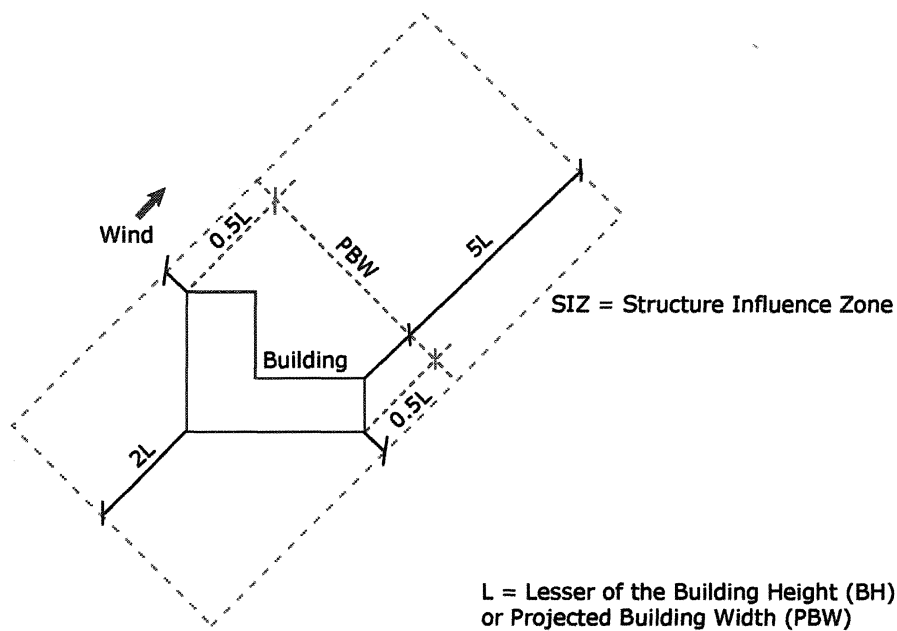 Wind
0.5L
PBW
5L
SIZ = Structure Influence Zone
Building
0.5L
2L
L = Lesser of the Building Height (BH)
or Projected Building Width (PBW)